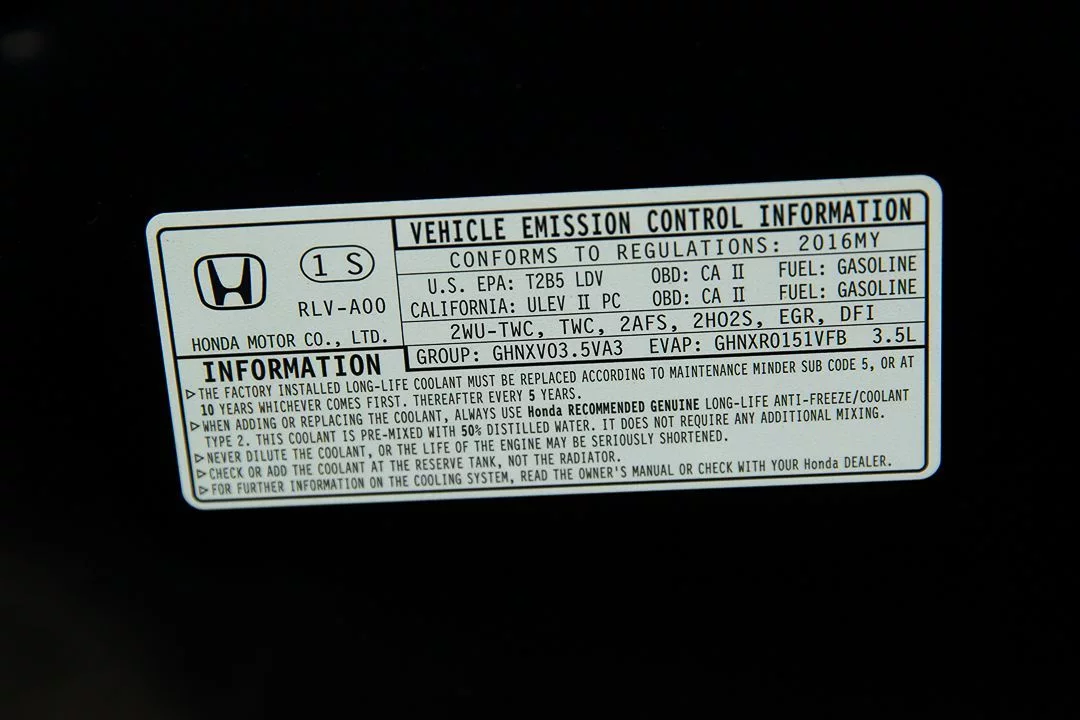 VEHICLE EMISSION CONTROL INFORMATION
1 S
RLV-A00
HONDA MOTOR CO., LTD.
CONFORMS TO REGULATIONS: 2016MY
U.S. EPA: T2B5 LDV OBD: CA II FUEL: GASOLINE
CALIFORNIA: ULEV II PC OBD: CA II FUEL: GASOLINE
2WU-TWC, TWC, 2AFS, 2HO2S, EGR, DFI
GROUP: GHNXV03.5VA3 EVAP: GHNXR0151VFB 3.5L
INFORMATION
▷THE FACTORY INSTALLED LONG-LIFE COOLANT MUST BE REPLACED ACCORDING TO MAINTENANCE MINDER SUB CODE 5, OR AT
10 YEARS WHICHEVER COMES FIRST. THEREAFTER EVERY 5 YEARS.
▷WHEN ADDING OR REPLACING THE COOLANT, ALWAYS USE Honda RECOMMENDED GENUINE LONG-LIFE ANTI-FREEZE/COOLANT
TYPE 2. THIS COOLANT IS PRE-MIXED WITH 50% DISTILLED WATER. IT DOES NOT REQUIRE ANY ADDITIONAL MIXING.
▷NEVER DILUTE THE COOLANT, OR THE LIFE OF THE ENGINE MAY BE SERIOUSLY SHORTENED.
▷CHECK OR ADD THE COOLANT AT THE RESERVE TANK, NOT THE RADIATOR.
▷FOR FURTHER INFORMATION ON THE COOLING SYSTEM, READ THE OWNER'S MANUAL OR CHECK WITH YOUR Honda DEALER.